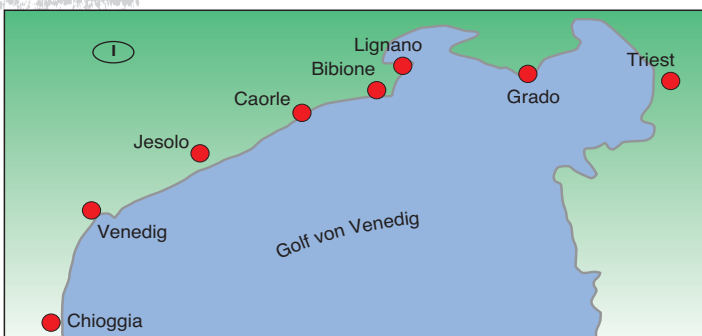 I
Lignano
Triest
Bibione
Caorle
Grado
Jesolo
Golf von Venedig
Venedig
Chioggia